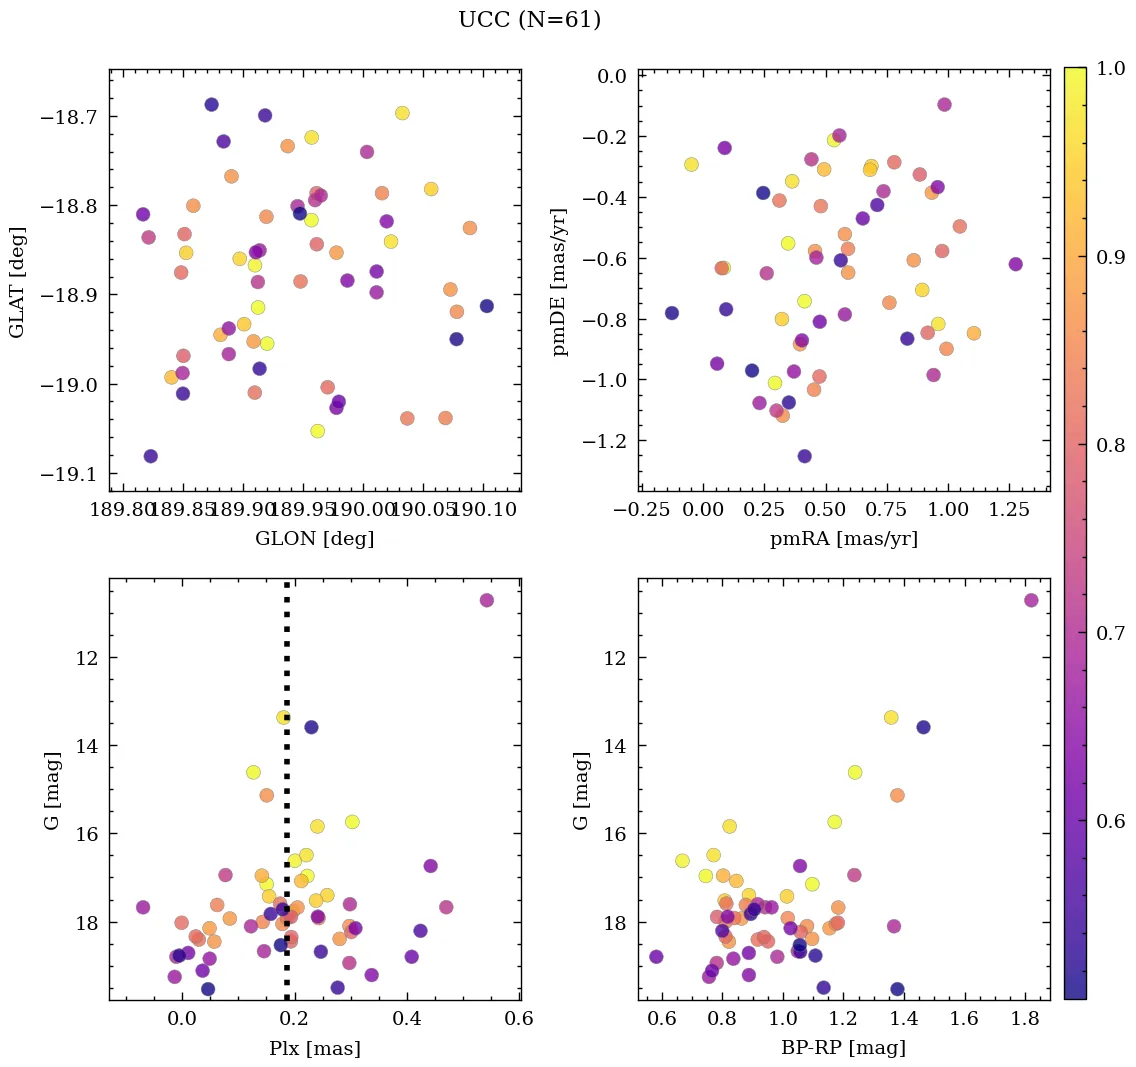 UCC (N=61)
−18.7
−18.8
−18.9
−19.0
−19.1
GLAT [deg]
189.80 189.85 189.90 189.95 190.00 190.05 190.10
GLON [deg]
0.0
−0.2
−0.4
−0.6
−0.8
−1.0
−1.2
pmDE [mas/yr]
−0.25 0.00 0.25 0.50 0.75 1.00 1.25
pmRA [mas/yr]
1.0
0.9
0.8
0.7
0.6
12
14
16
18
G [mag]
0.0 0.2 0.4 0.6
Plx [mas]
12
14
16
18
G [mag]
0.6 0.8 1.0 1.2 1.4 1.6 1.8
BP-RP [mag]